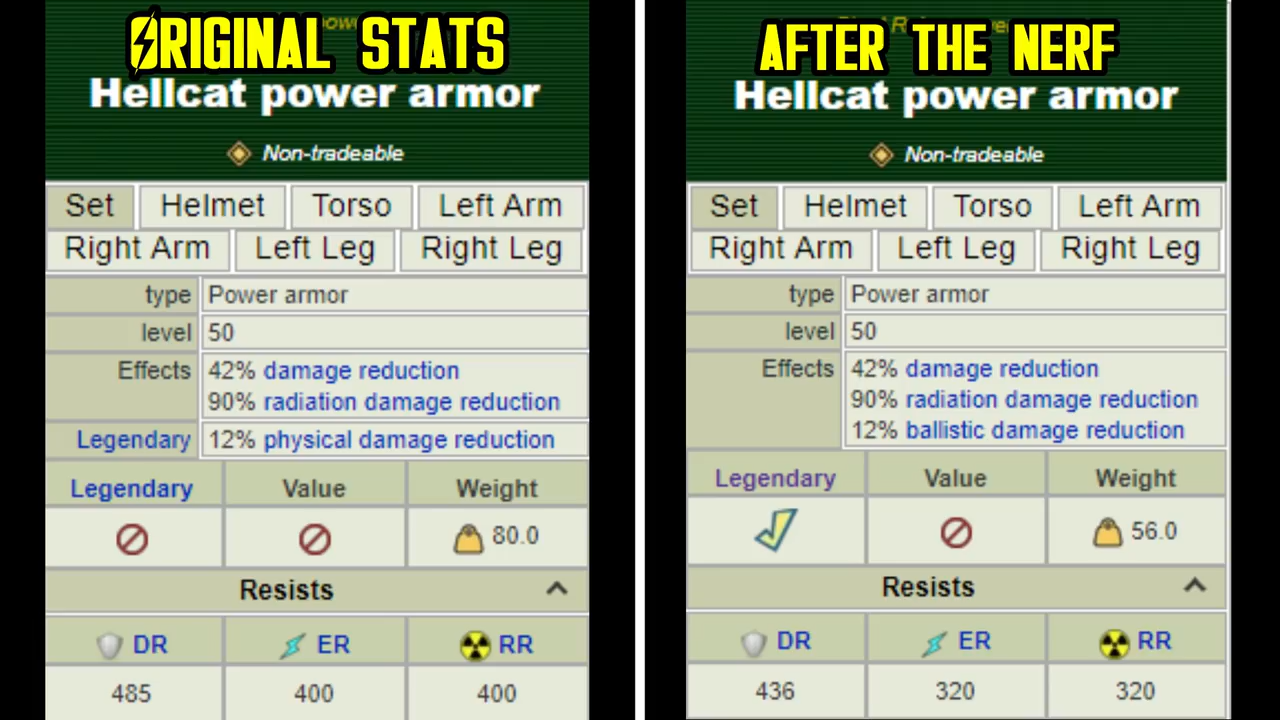 ORIGINAL STATS
Hellcat power armor
Non-tradeable
Set Helmet Torso Left Arm
Right Arm Left Leg Right Leg
type Power armor
level 50
Effects 42% damage reduction
90% radiation damage reduction
Legendary 12% physical damage reduction
Legendary Value Weight
80.0
Resists
DR ER RR
485 400 400
AFTER THE NERF
Hellcat power armor
Non-tradeable
Set Helmet Torso Left Arm
Right Arm Left Leg Right Leg
type Power armor
level 50
Effects 42% damage reduction
90% radiation damage reduction
12% ballistic damage reduction
Legendary Value Weight
56.0
Resists
DR ER RR
436 320 320